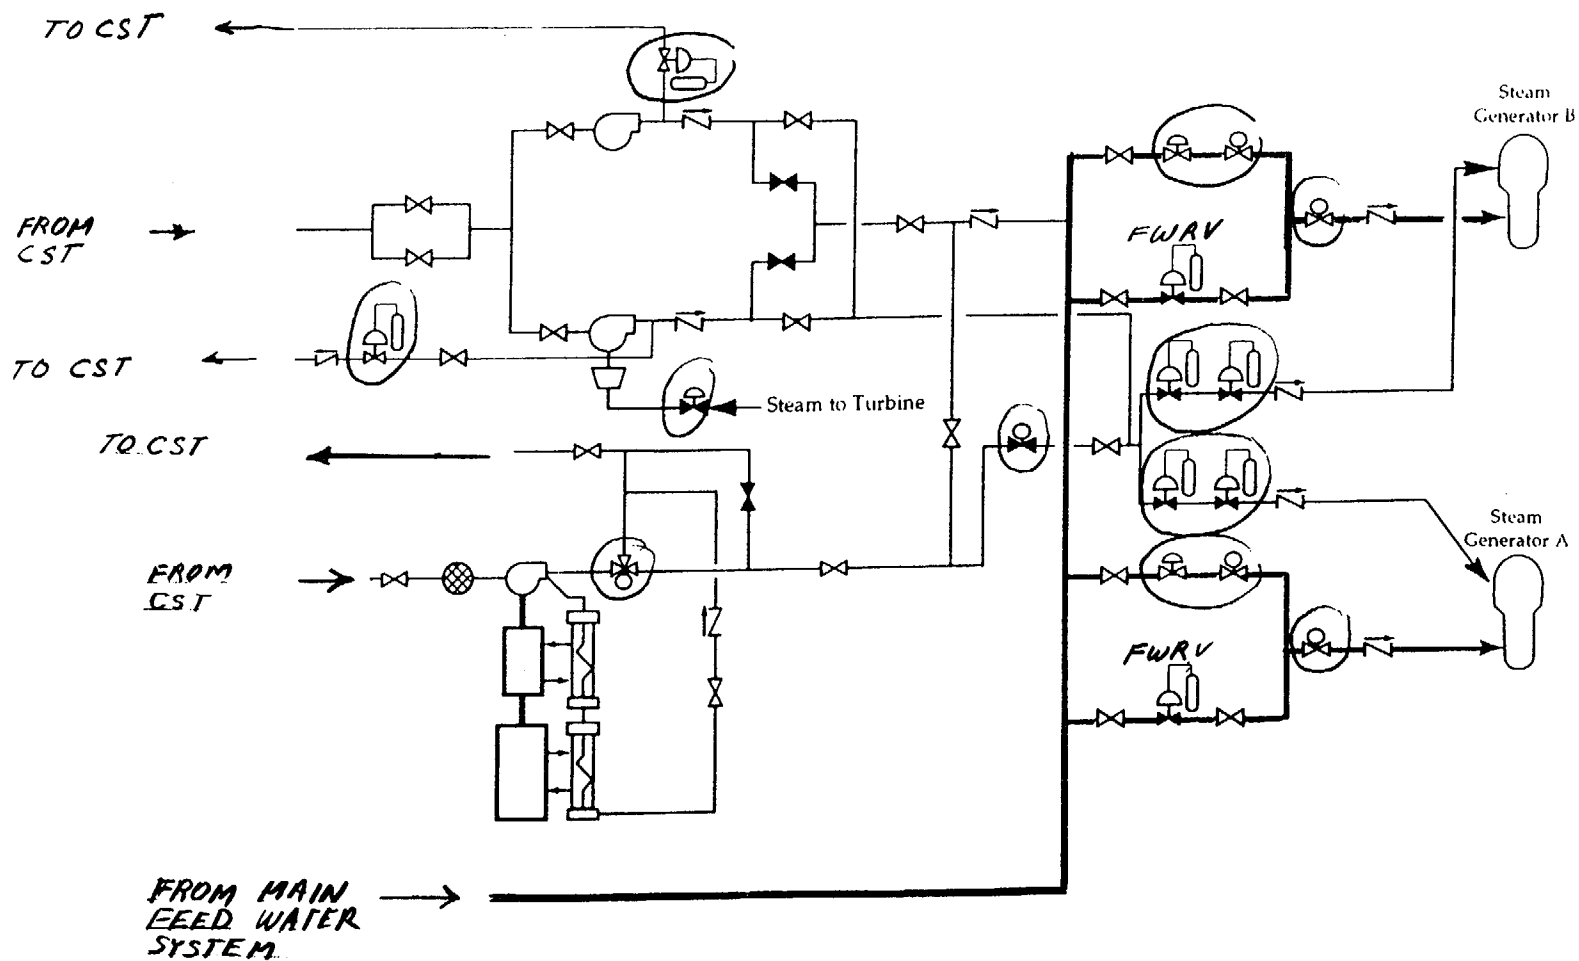 TO CST
Steam
Generator B
FROM
CST
FWRV
TO CST
Steam to Turbine
TO CST
Steam
Generator A
FROM
CST
FWRV
FROM MAIN
FEED WATER
SYSTEM